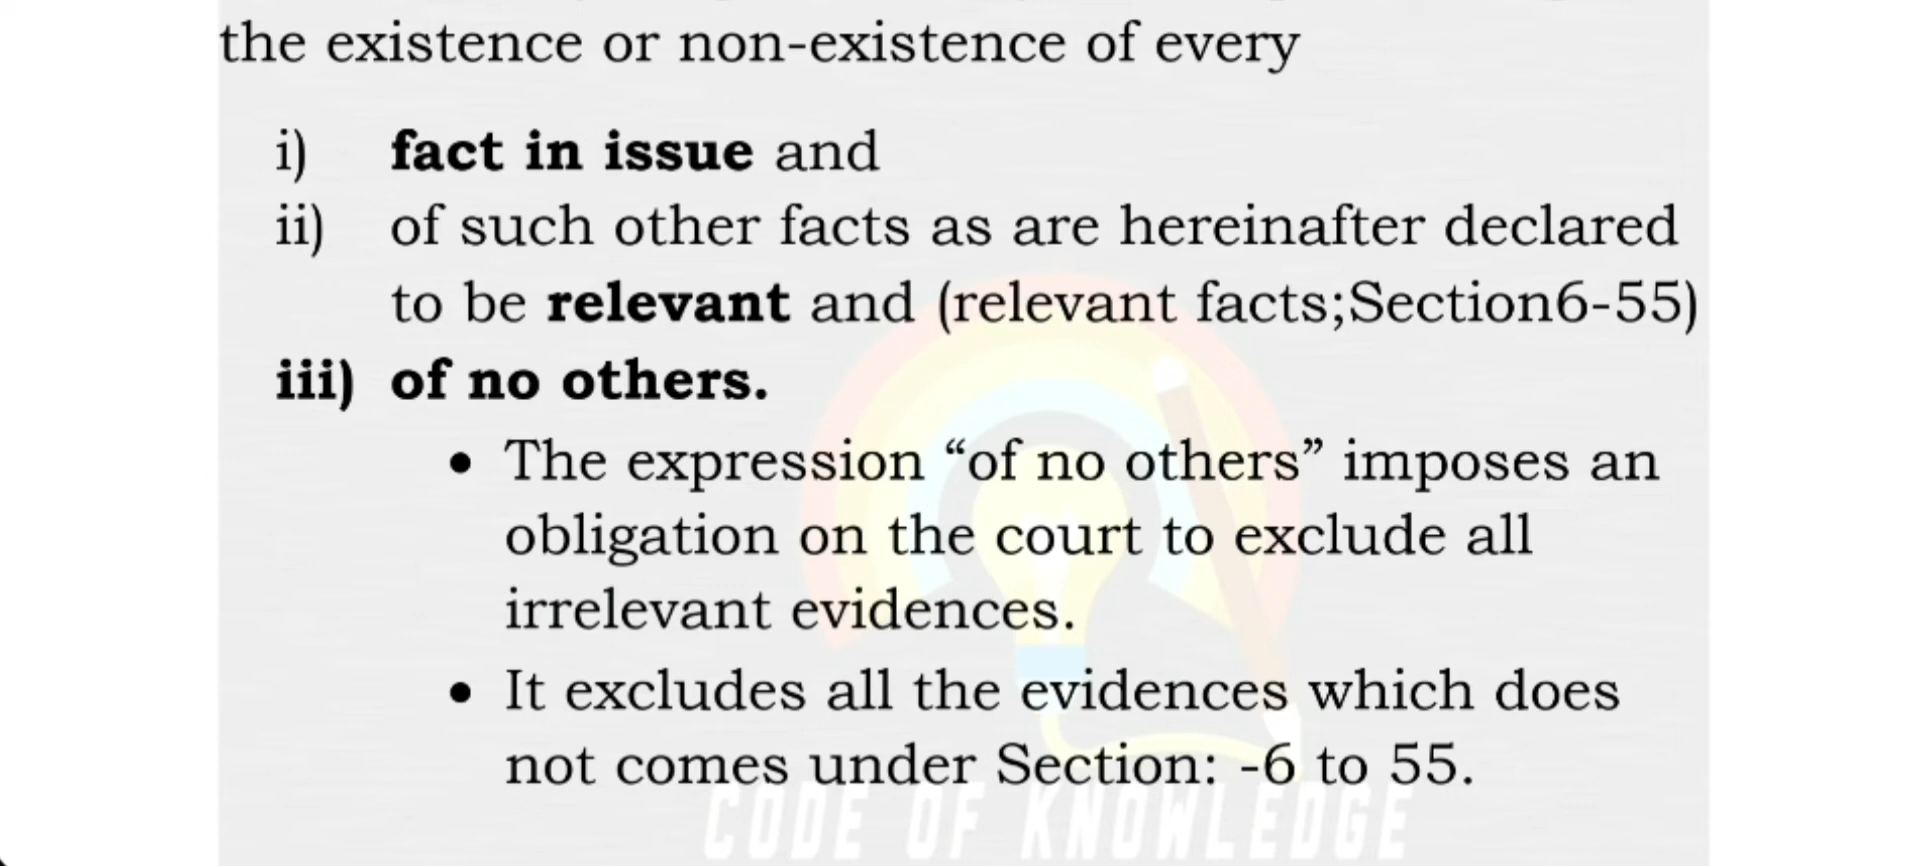 the existence or non-existence of every
i) fact in issue and
ii) of such other facts as are hereinafter declared
to be relevant and (relevant facts;Section6-55)
iii) of no others.
• The expression “of no others” imposes an
obligation on the court to exclude all
irrelevant evidences.
• It excludes all the evidences which does
not comes under Section: -6 to 55.
CODE OF KNOWLEDGE